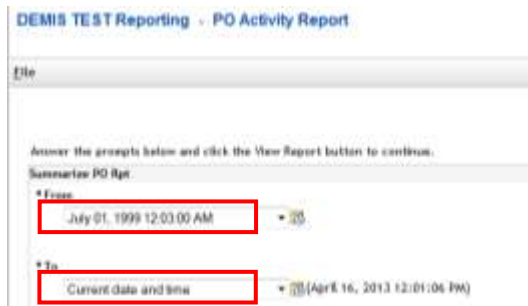 DEMIS TEST Reporting - PO Activity Report
File
Answer the prompts below and click the View Report button to continue.
Summarize PO Rpt
* From
July 01, 1999 12:03:00 AM
* To
Current date and time (April 16, 2013 12:01:06 PM)